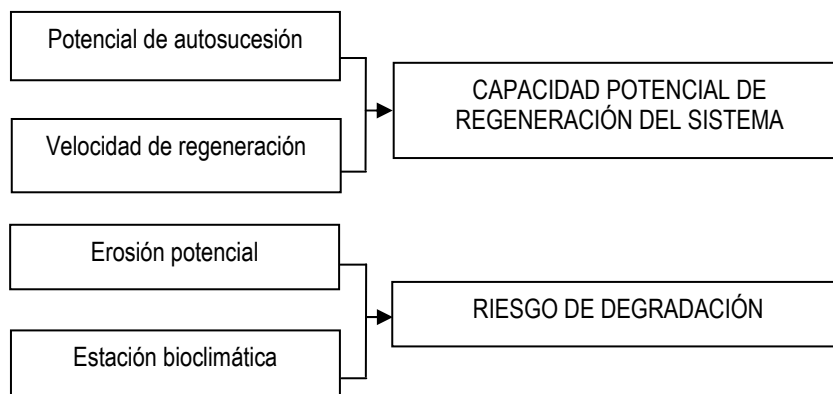 Potencial de autosucesión
Velocidad de regeneración
CAPACIDAD POTENCIAL DE
REGENERACIÓN DEL SISTEMA
Erosión potencial
Estación bioclimática
RIESGO DE DEGRADACIÓN